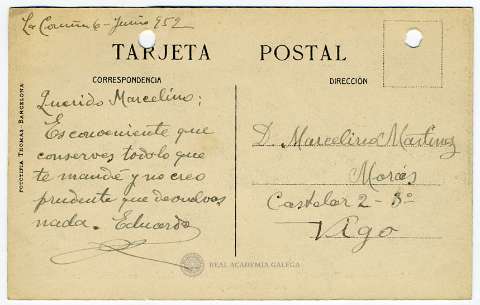 La Coruña 6 - Junio 952
TARJETA POSTAL
CORRESPONDENCIA
DIRECCIÓN
Querido Marcelino:
Es conveniente que
conserves todo lo que
te mandé y no creo
prudente que devuelvas
nada. Eduardo
D. Marcelino Martinez
Morás
Castelar 2 - 3º
Vigo
FOTOTIPIA THOMAS - BARCELONA
REAL ACADEMIA GALEGA